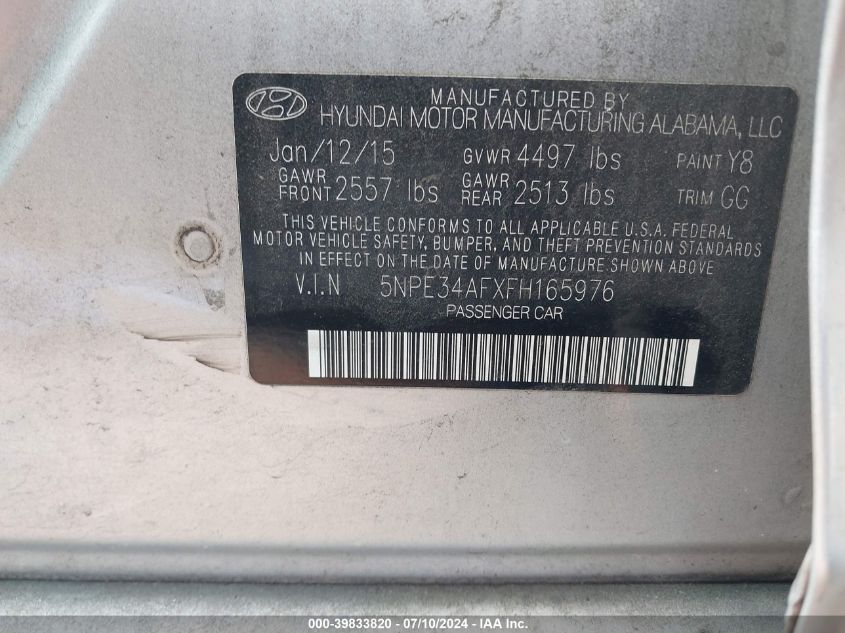 MANUFACTURED BY
HYUNDAI MOTOR MANUFACTURING ALABAMA, LLC
Jan/12/15 GVWR 4497 lbs PAINT Y8
GAWR FRONT 2557 lbs GAWR REAR 2513 lbs TRIM GG
THIS VEHICLE CONFORMS TO ALL APPLICABLE U.S.A. FEDERAL
MOTOR VEHICLE SAFETY, BUMPER, AND THEFT PREVENTION STANDARDS
IN EFFECT ON THE DATE OF MANUFACTURE SHOWN ABOVE
V.I.N 5NPE34AFXFH165976
PASSENGER CAR
000-39833820 - 07/10/2024 - IAA Inc.